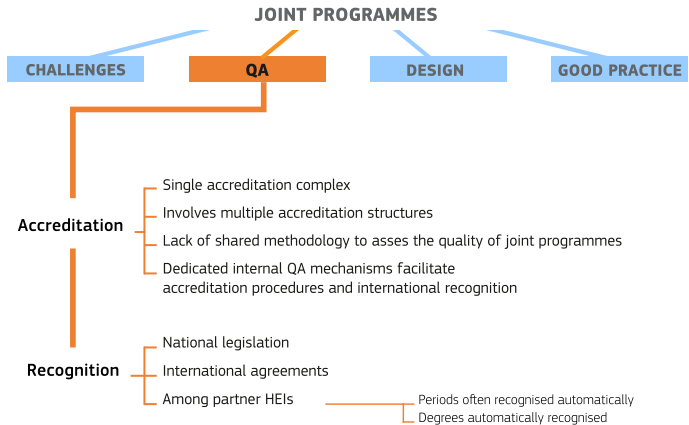 JOINT PROGRAMMES
CHALLENGES
QA
DESIGN
GOOD PRACTICE
Accreditation
Single accreditation complex
Involves multiple accreditation structures
Lack of shared methodology to asses the quality of joint programmes
Dedicated internal QA mechanisms facilitate
accreditation procedures and international recognition
Recognition
National legislation
International agreements
Among partner HEIs
Periods often recognised automatically
Degrees automatically recognised